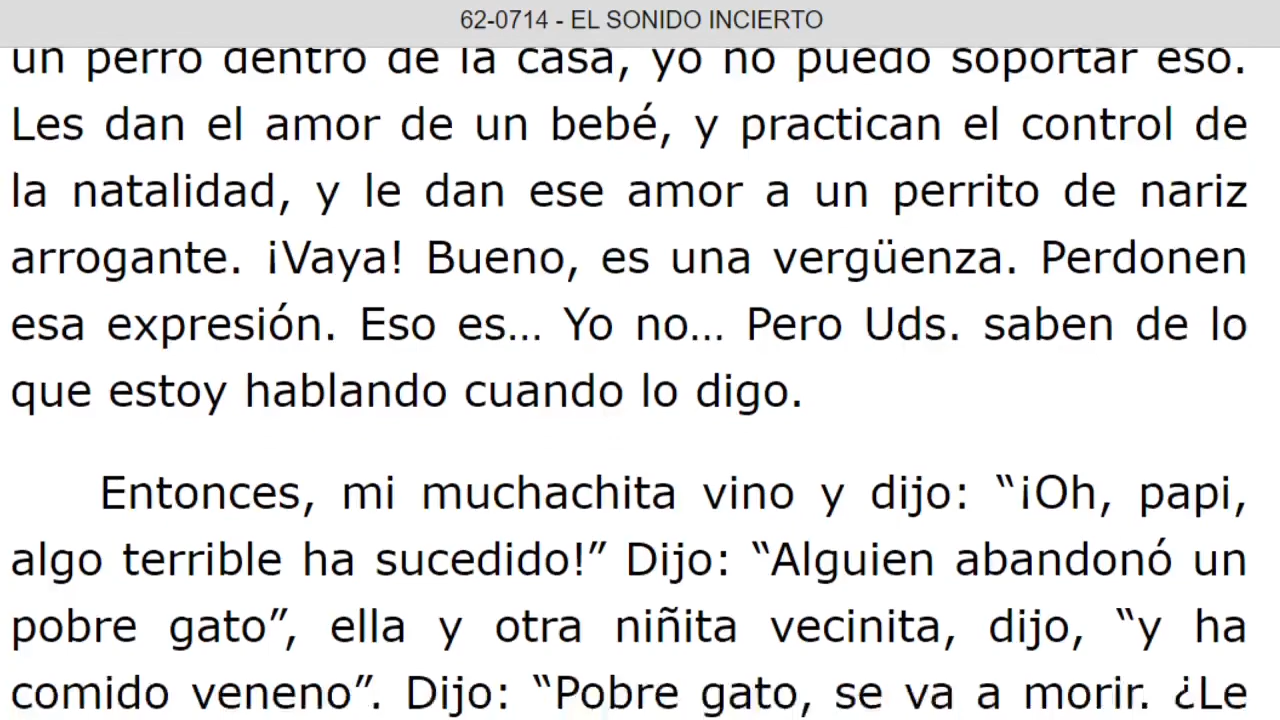 62-0714 - EL SONIDO INCIERTO
un perro dentro de la casa, yo no puedo soportar eso.
Les dan el amor de un bebé, y practican el control de
la natalidad, y le dan ese amor a un perrito de nariz
arrogante. ¡Vaya! Bueno, es una vergüenza. Perdonen
esa expresión. Eso es… Yo no… Pero Uds. saben de lo
que estoy hablando cuando lo digo.
Entonces, mi muchachita vino y dijo: “¡Oh, papi,
algo terrible ha sucedido!” Dijo: “Alguien abandonó un
pobre gato”, ella y otra niñita vecinita, dijo, “y ha
comido veneno”. Dijo: “Pobre gato, se va a morir. ¿Le